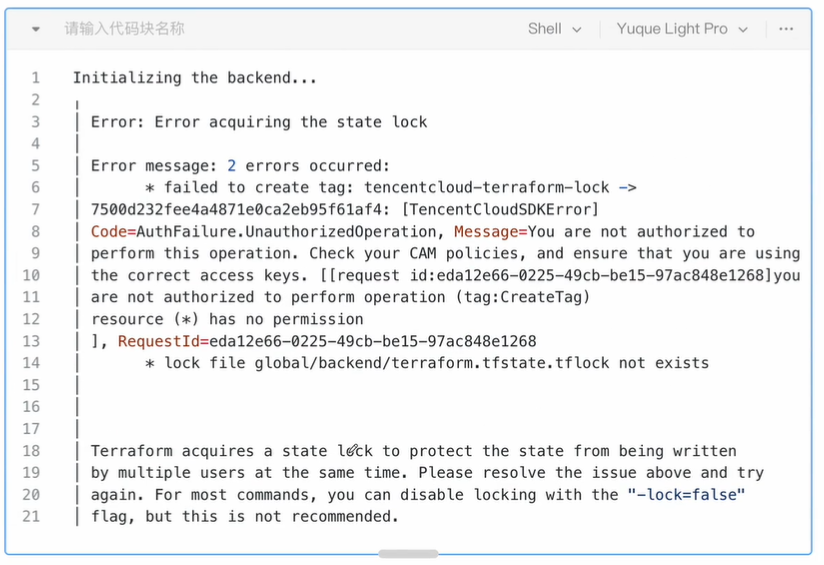 请输入代码块名称 Shell Yuque Light Pro ...
1 Initializing the backend...
2 ╷
3 │ Error: Error acquiring the state lock
4 │
5 │ Error message: 2 errors occurred:
6 │ * failed to create tag: tencentcloud-terraform-lock ->
7 │ 7500d232fee4a4871e0ca2eb95f61af4: [TencentCloudSDKError]
8 │ Code=AuthFailure.UnauthorizedOperation, Message=You are not authorized to
9 │ perform this operation. Check your CAM policies, and ensure that you are using
10 │ the correct access keys. [[request id:eda12e66-0225-49cb-be15-97ac848e1268]you
11 │ are not authorized to perform operation (tag:CreateTag)
12 │ resource (*) has no permission
13 │ ], RequestId=eda12e66-0225-49cb-be15-97ac848e1268
14 │ * lock file global/backend/terraform.tfstate.tflock not exists
15 │
16 │
17 │
18 │ Terraform acquires a state lock to protect the state from being written
19 │ by multiple users at the same time. Please resolve the issue above and try
20 │ again. For most commands, you can disable locking with the "-lock=false"
21 │ flag, but this is not recommended.